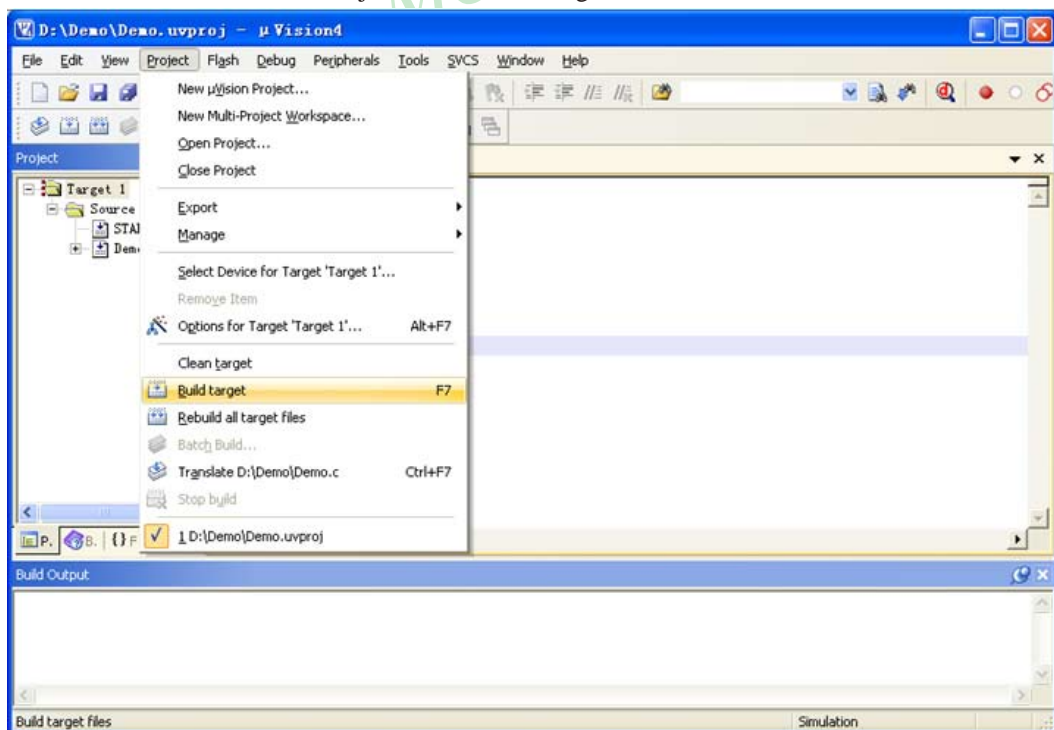 D:\Demo\Demo.uvproj - µVision4
File Edit View Project Flash Debug Peripherals Tools SVCS Window Help
New µVision Project...
New Multi-Project Workspace...
Open Project...
Close Project
Project
Target 1
Source
Export
Manage
Select Device for Target 'Target 1'...
Remove Item
Options for Target 'Target 1'... Alt+F7
Clean target
Build target F7
Rebuild all target files
Batch Build...
Translate D:\Demo\Demo.c Ctrl+F7
Stop build
1 D:\Demo\Demo.uvproj
P. B. {} F
Build Output
Build target files Simulation